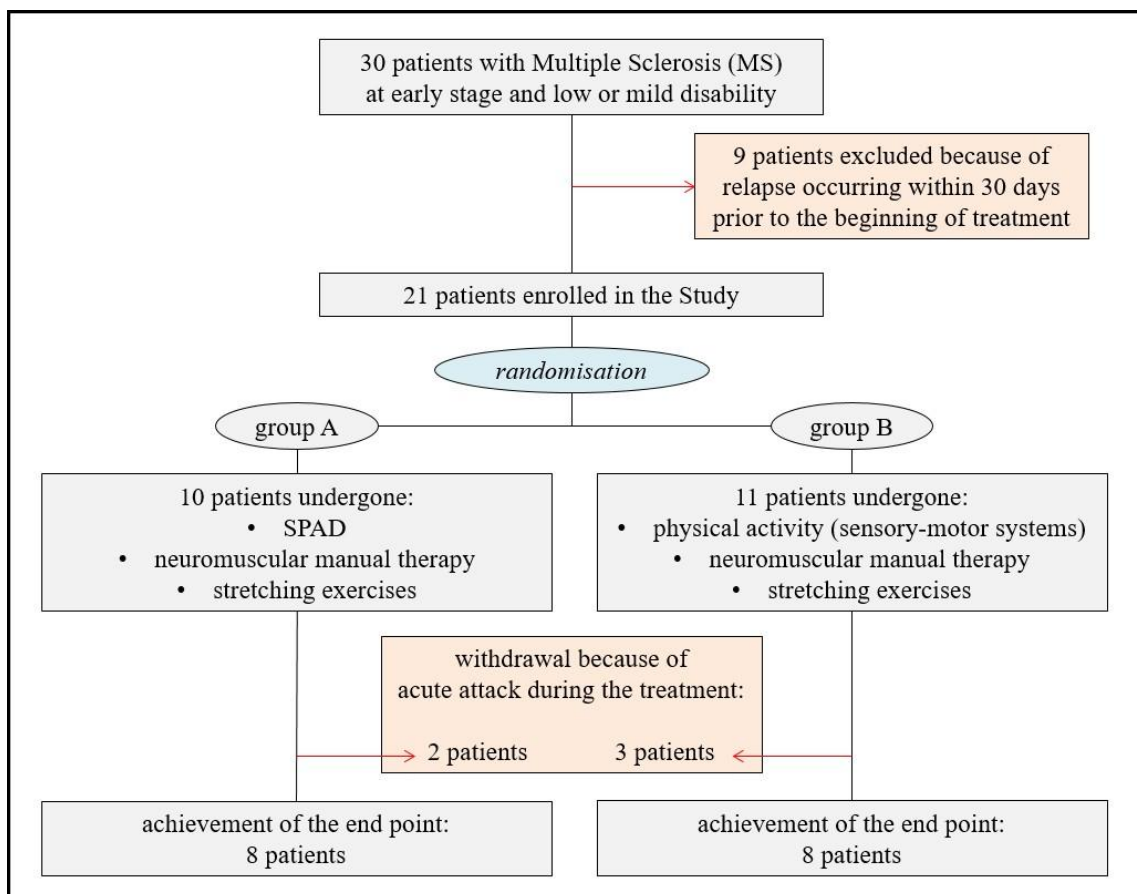 30 patients with Multiple Sclerosis (MS)
at early stage and low or mild disability
9 patients excluded because of
relapse occurring within 30 days
prior to the beginning of treatment
21 patients enrolled in the Study
randomisation
group A
group B
10 patients undergone:
• SPAD
• neuromuscular manual therapy
• stretching exercises
11 patients undergone:
• physical activity (sensory-motor systems)
• neuromuscular manual therapy
• stretching exercises
withdrawal because of
acute attack during the treatment:
2 patients 3 patients
achievement of the end point:
8 patients
achievement of the end point:
8 patients